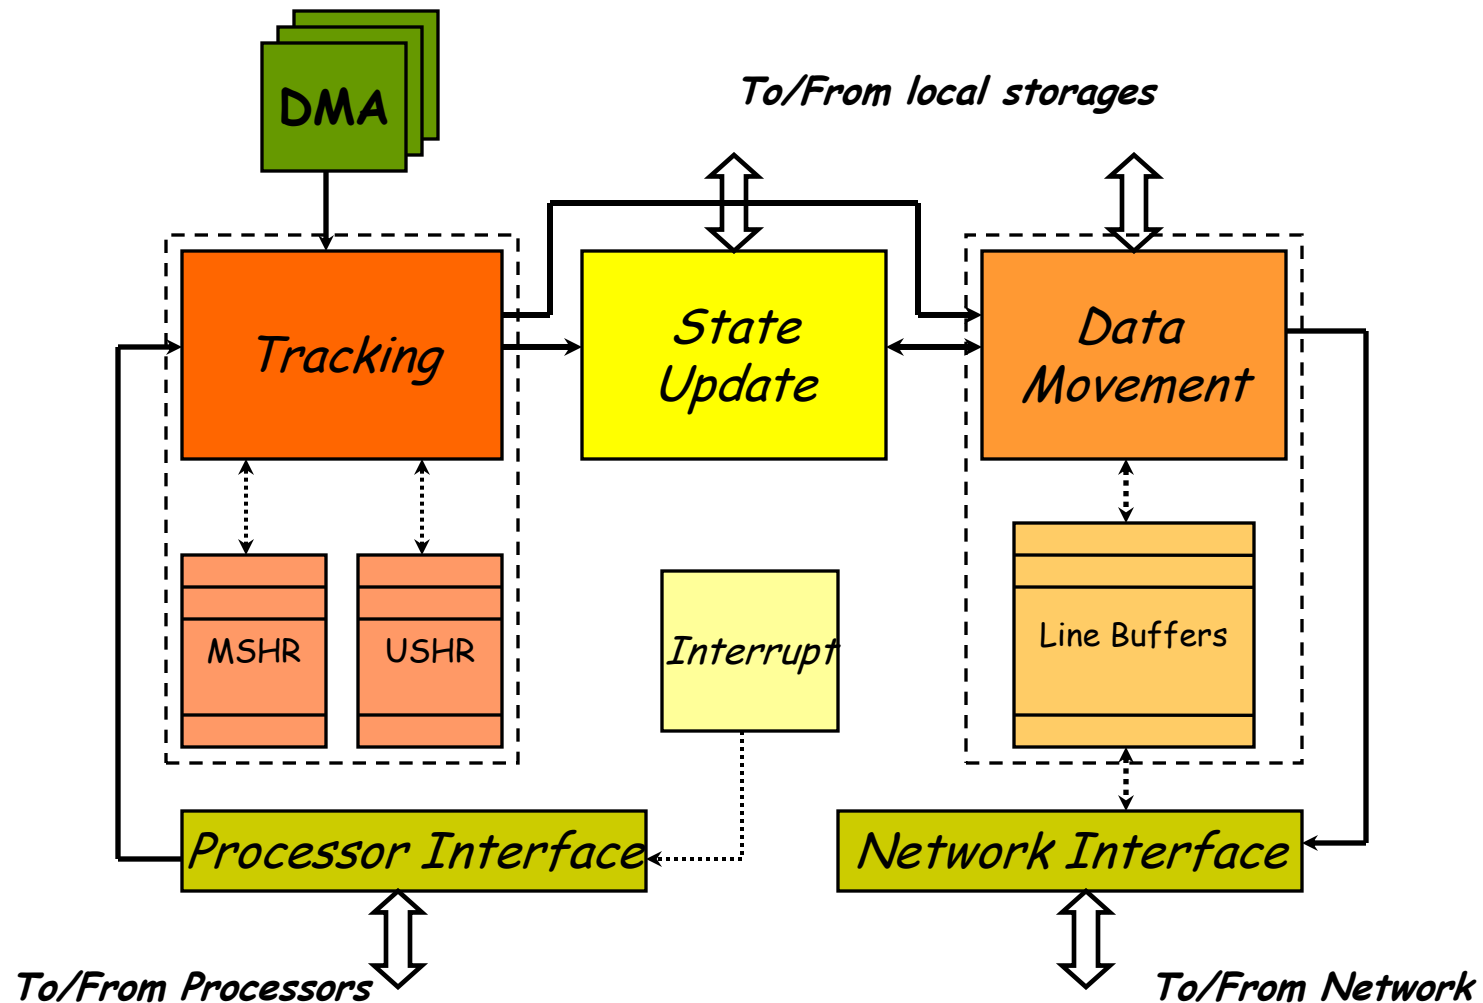 DMA
To/From local storages
Tracking
State
Update
Data
Movement
MSHR
USHR
Interrupt
Line Buffers
Processor Interface
Network Interface
To/From Processors
To/From Network